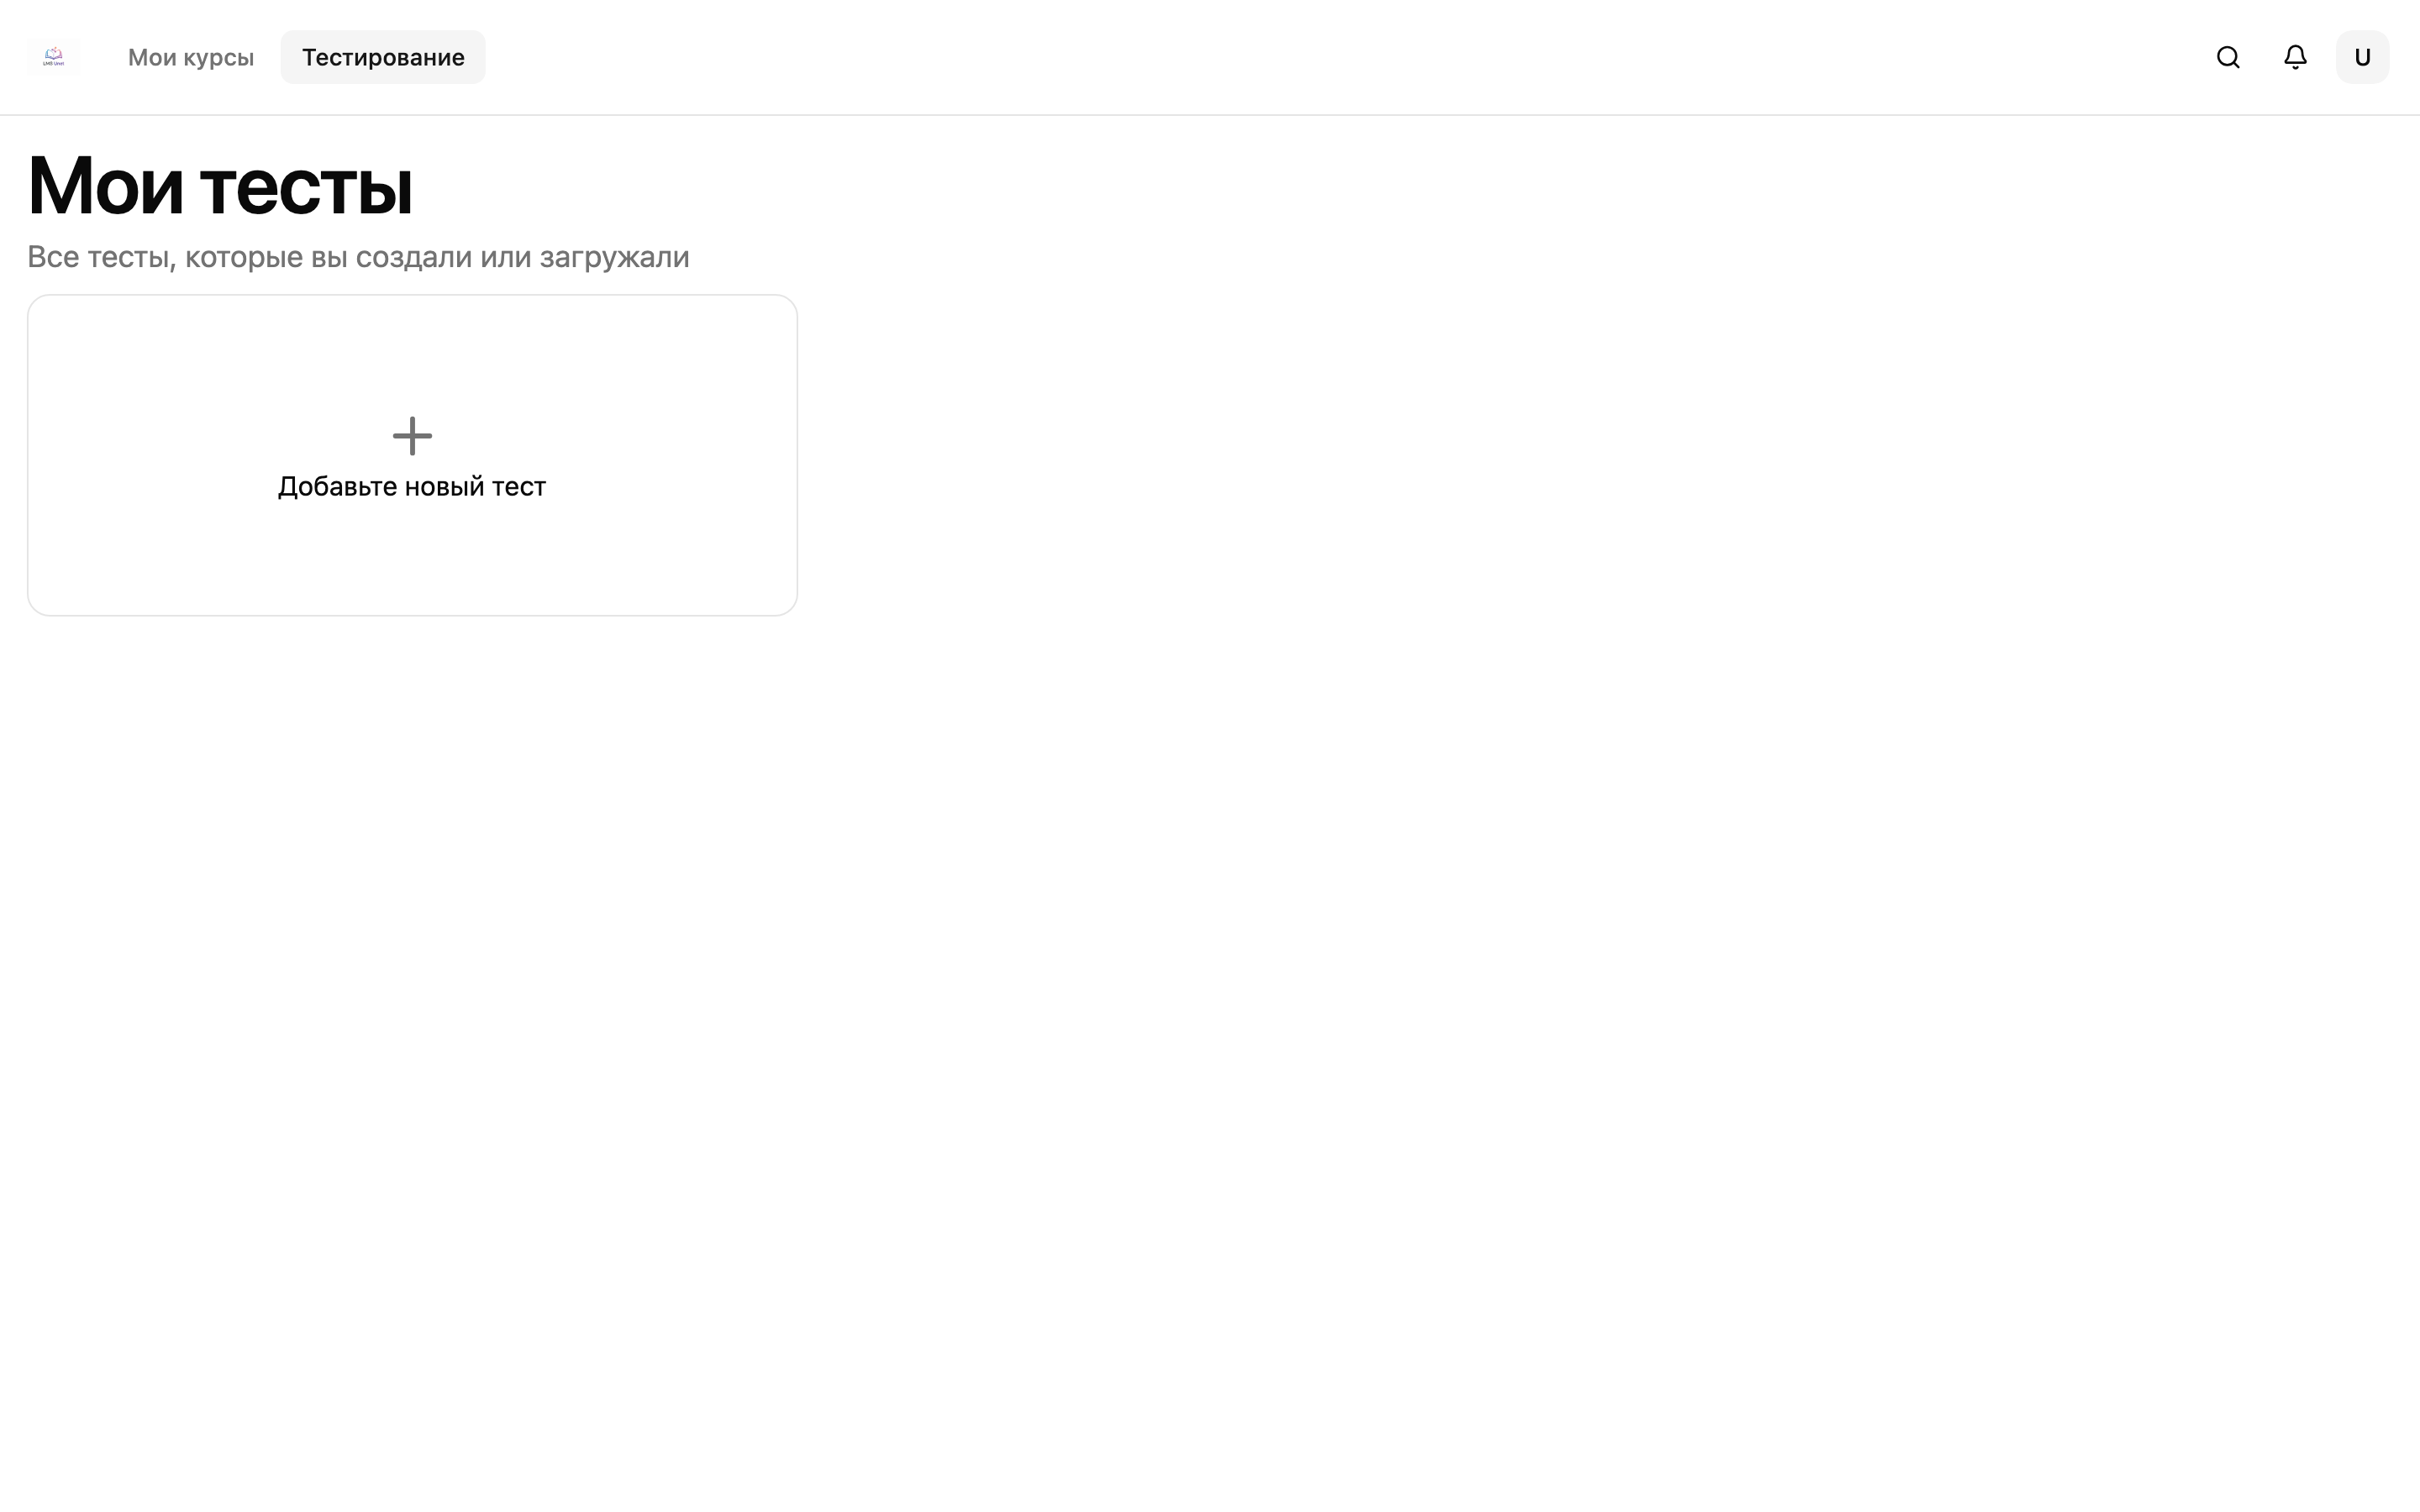 Мои курсы
Тестирование
U
Мои тесты
Все тесты, которые вы создали или загружали
Добавьте новый тест